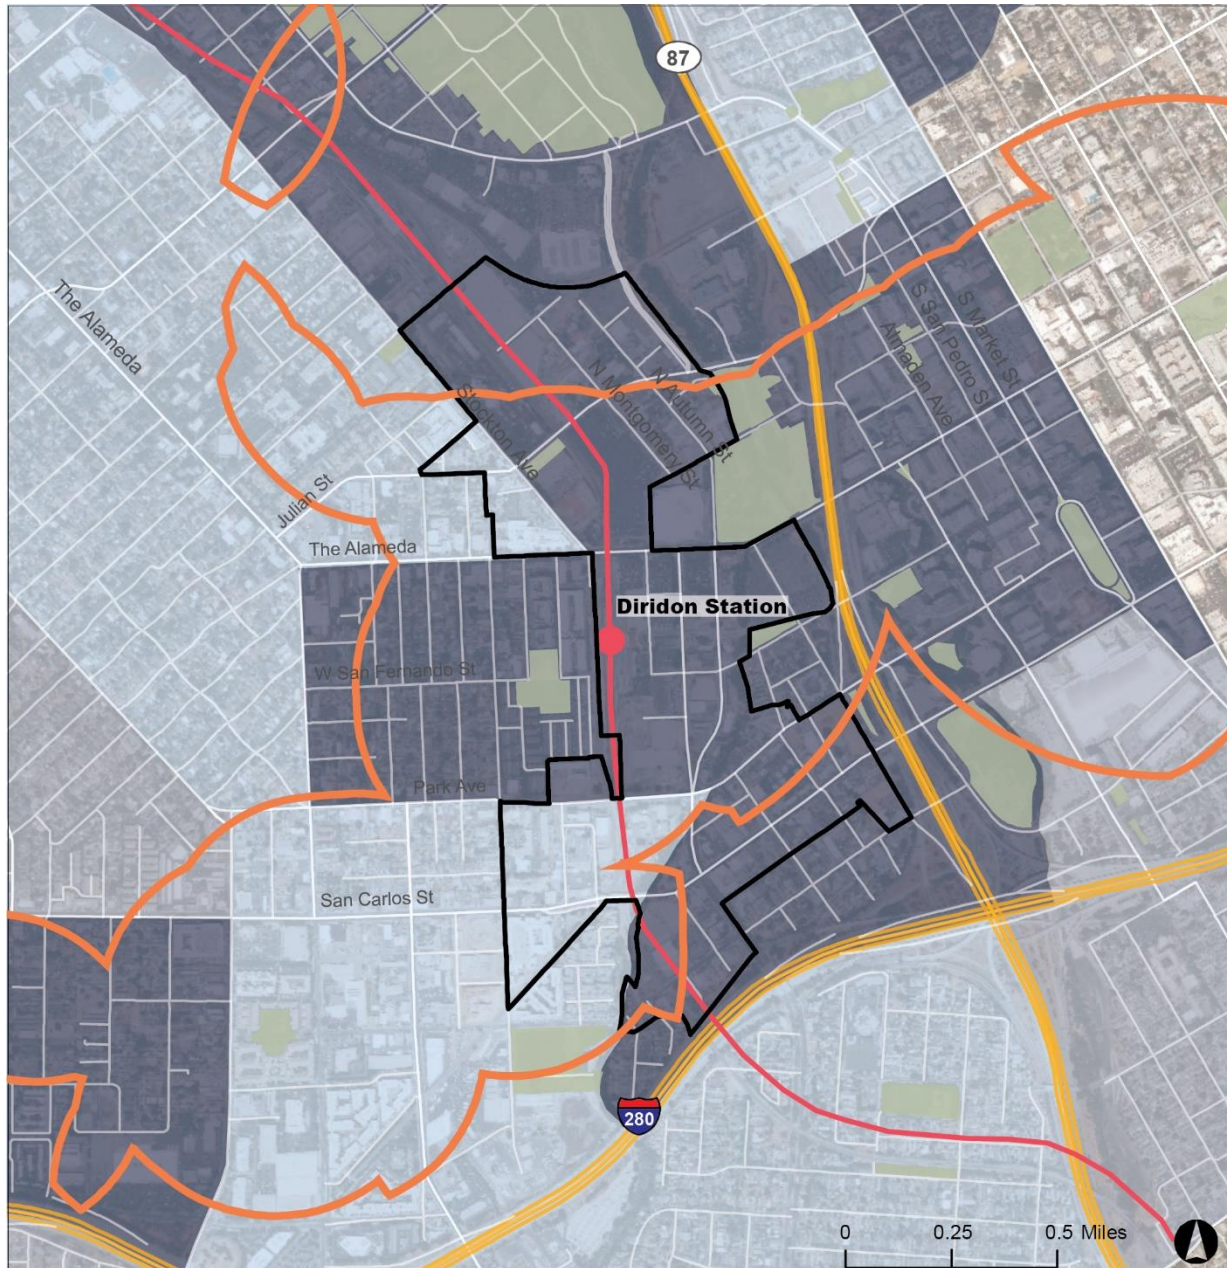 87
The Alameda
S Market St
S San Pedro S
Almaden Ave
N Autumn St
N Montgomery St
Stockton Ave
Julian St
The Alameda
Diridon Station
W San Fernando St
Park Ave
San Carlos St
280
0 0.25 0.5 Miles